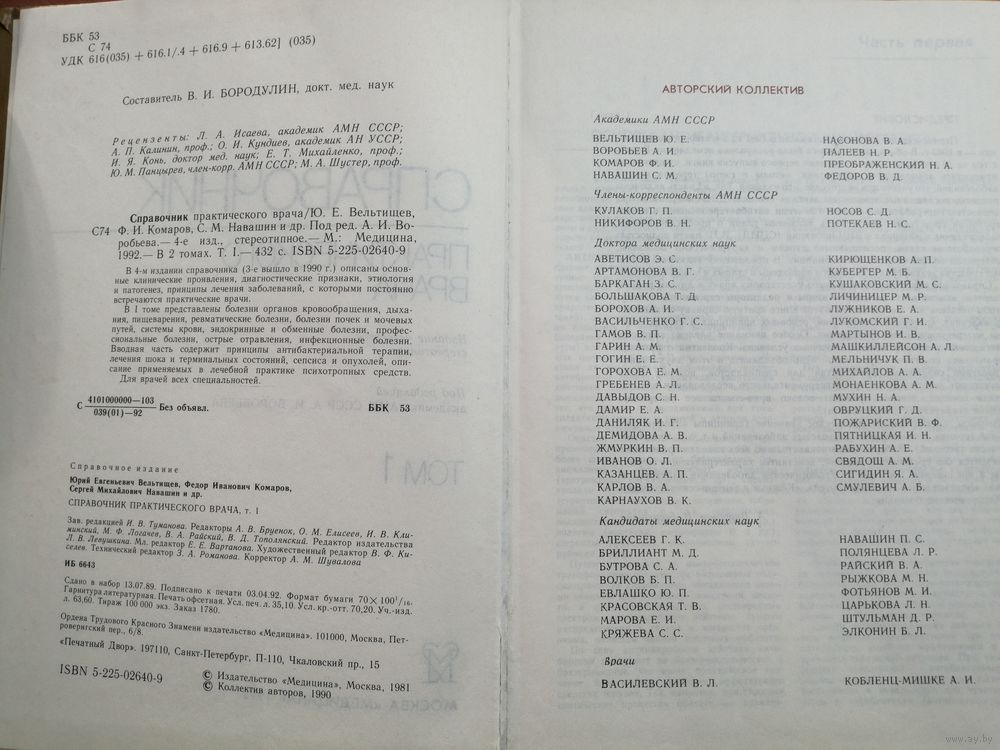 ББК 53
С 74
УДК 616(035) + 616.1/.4 + 616.9 + 613.62] (035)
Составитель В. И. БОРОДУЛИН, докт. мед. наук
Рецензенты: Л. А. Исаева, академик АМН СССР;
А. П. Калинин, проф.; О. И. Кундиев, академик АН УССР;
И. Я. Конь, доктор мед. наук; Е. Т. Михайленко, проф.;
Ю. М. Панцырев, член-корр. АМН СССР; М. А. Шустер, проф.
Справочник практического врача/Ю. Е. Вельтищев,
С74 Ф. И. Комаров, С. М. Навашин и др. Под ред. А. И. Во-
робьева.— 4-е изд., стереотипное.— М.: Медицина,
1992.— В 2 томах. Т. I.— 432 с. ISBN 5-225-02640-9
В 4-м издании справочника (3-е вышло в 1990 г.) описаны основ-
ные клинические проявления, диагностические признаки, этиология
и патогенез, принципы лечения заболеваний, с которыми постоянно
встречаются практические врачи.
В I томе представлены болезни органов кровообращения, дыха-
ния, пищеварения, ревматические болезни, болезни почек и мочевых
путей, системы крови, эндокринные и обменные болезни, профес-
сиональные болезни, острые отравления, инфекционные болезни.
Вводная часть содержит принципы антибактериальной терапии,
лечения шока и терминальных состояний, сепсиса и опухолей, опи-
сание применяемых в лечебной практике психотропных средств.
Для врачей всех специальностей.
С 4101000000—103
039(01)—92 Без объявл. ББК 53
Справочное издание
Юрий Евгеньевич Вельтищев, Федор Иванович Комаров,
Сергей Михайлович Навашин и др.
СПРАВОЧНИК ПРАКТИЧЕСКОГО ВРАЧА, т. I
Зав. редакцией И. В. Туманова. Редакторы А. В. Бруенок, О. М. Елисеев, И. В. Кли-
минский, М. Ф. Логачев, В. А. Райский, В. Д. Тополянский. Редактор издательства
Л. В. Левушкина. Мл. редактор Е. Е. Вартанова. Художественный редактор В. Ф. Ки-
селев. Технический редактор З. А. Романова. Корректор А. М. Шувалова
ИБ 6643
Сдано в набор 13.07.89. Подписано к печати 03.04.92. Формат бумаги 70×100 1/16.
Гарнитура литературная. Печать офсетная. Усл. печ. л. 35,10. Усл. кр.-отт. 70,20. Уч.-изд.
л. 63,60. Тираж 100 000 экз. Заказ 1780.
Ордена Трудового Красного Знамени издательство «Медицина». 101000, Москва, Пет-
роверигский пер., 6/8.
«Печатный Двор». 197110, Санкт-Петербург, П-110, Чкаловский пр., 15
ISBN 5-225-02640-9
© Издательство «Медицина», Москва, 1981
© Коллектив авторов, 1990
АВТОРСКИЙ КОЛЛЕКТИВ
Академики АМН СССР
ВЕЛЬТИЩЕВ Ю. Е.
ВОРОБЬЕВ А. И.
КОМАРОВ Ф. И.
НАВАШИН С. М.
НАСОНОВА В. А.
ПАЛЕЕВ Н. Р.
ПРЕОБРАЖЕНСКИЙ Н. А.
ФЕДОРОВ В. Д.
Члены-корреспонденты АМН СССР
КУЛАКОВ Г. П.
НИКИФОРОВ В. Н.
НОСОВ С. Д.
ПОТЕКАЕВ Н. С.
Доктора медицинских наук
АВЕТИСОВ Э. С.
АРТАМОНОВА В. Г.
БАРКАГАН З. С.
БОЛЬШАКОВА Т. Д.
БОРОХОВ А. И.
ВАСИЛЬЧЕНКО Г. С.
ГАМОВ В. П.
ГАРИН А. М.
ГОГИН Е. Е.
ГОРОХОВА Е. М.
ГРЕБЕНЕВ А. Л.
ДАВЫДОВ С. Н.
ДАМИР Е. А.
ДАНИЛЯК И. Г.
ДЕМИДОВА А. В.
ЖМУРКИН В. П.
ИВАНОВ О. Л.
КАЗАНЦЕВ. А. П.
КАРЛОВ В. А.
КАРНАУХОВ В. К.
КИРЮЩЕНКОВ А. П.
КУБЕРГЕР М. Б.
КУШАКОВСКИЙ М. С.
ЛИЧИНИЦЕР М. Р.
ЛУЖНИКОВ Е. А.
ЛУКОМСКИЙ Г. И.
МАРТЫНОВ И. В.
МАШКИЛЛЕЙСОН А. Л.
МЕЛЬНИЧУК П. В.
МИХАЙЛОВ А. А.
МОНАЕНКОВА А. М.
МУХИН Н. А.
ОВРУЦКИЙ Г. Д.
ПОЖАРИСКИЙ В. Ф.
ПЯТНИЦКАЯ И. Н.
РАБУХИН А. Е.
СВЯДОЩ А. М.
СИГИДИН Я. А.
СМУЛЕВИЧ А. Б.
Кандидаты медицинских наук
АЛЕКСЕЕВ Г. К.
БРИЛЛИАНТ М. Д.
БУТРОВА С. А.
ВОЛКОВ Б. П.
ЕВЛАШКО Ю. П.
КРАСОВСКАЯ Т. В.
МАРОВА Е. И.
КРЯЖЕВА С. С.
НАВАШИН П. С.
ПОЛЯНЦЕВА Л. Р.
РАЙСКИЙ В. А.
РЫЖКОВА М. Н.
ФОТЬЯНОВ М. И.
ЦАРЬКОВА Л. Н.
ШТУЛЬМАН Д. Р.
ЭЛКОНИН Б. Л.
Врачи
ВАСИЛЕВСКИЙ В. Л.
КОБЛЕНЦ-МИШКЕ А. И.
www.ay.by